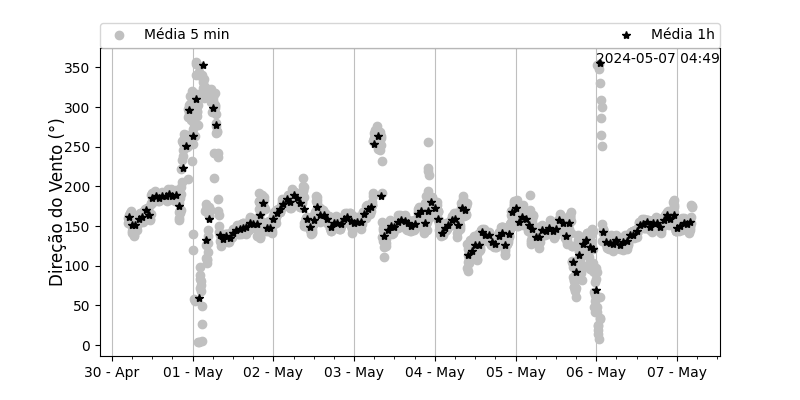 Média 5 min
Média 1h
2024-05-07 04:49
Direção do Vento (°)
350
300
250
200
150
100
50
0
30 - Apr
01 - May
02 - May
03 - May
04 - May
05 - May
06 - May
07 - May